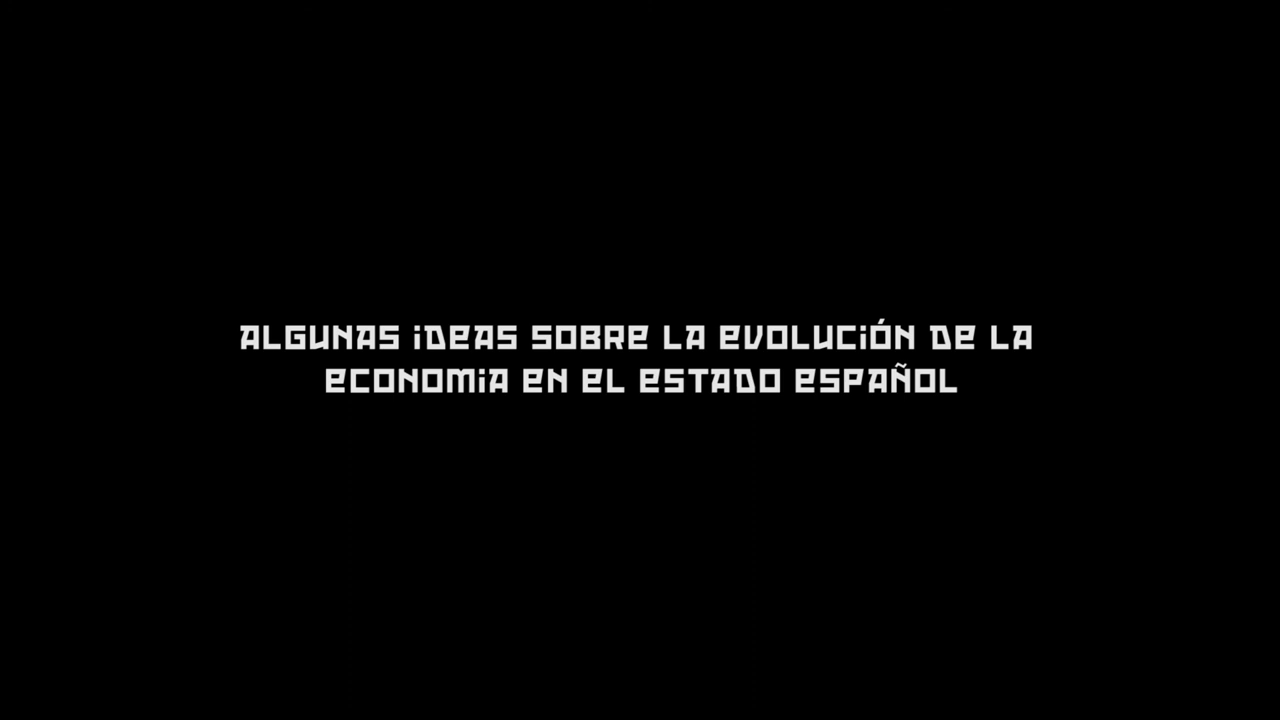 ALGUNAS iDEAS SOBRE LA EVOLUCiÓN DE LA
ECONOMiA EN EL ESTADO ESPAÑOL